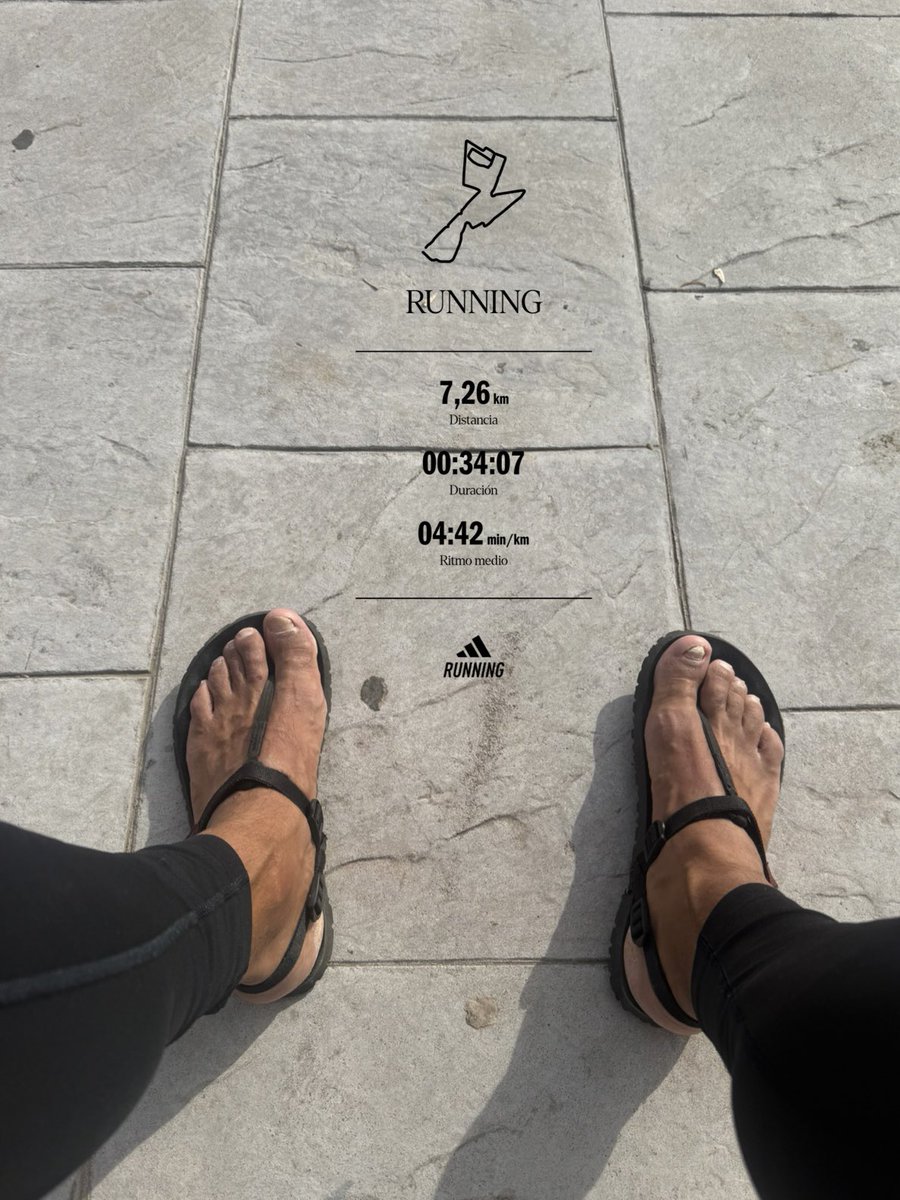 RUNNING
7,26 km
Distancia
00:34:07
Duración
04:42 min/km
Ritmo medio
RUNNING